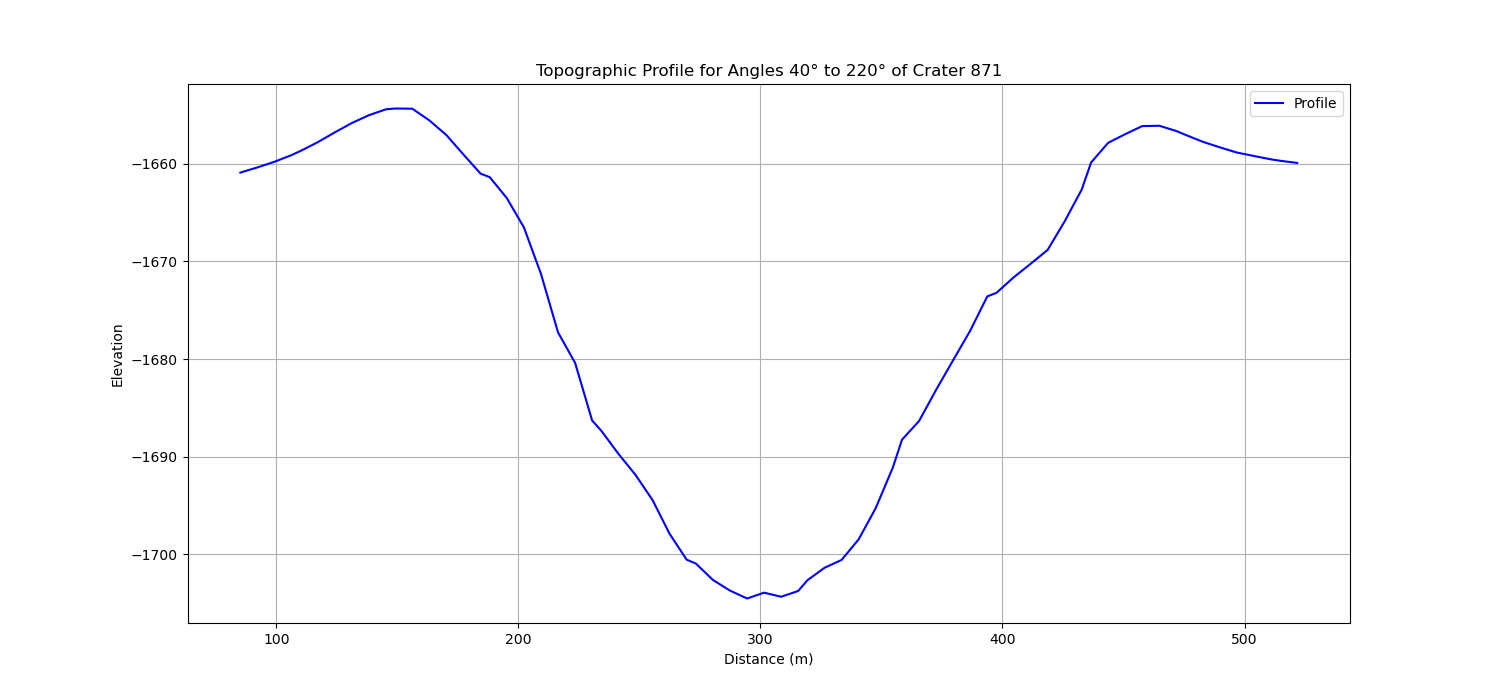 Topographic Profile for Angles 40° to 220° of Crater 871
Profile
−1660
−1670
−1680
−1690
−1700
Elevation
100 200 300 400 500
Distance (m)